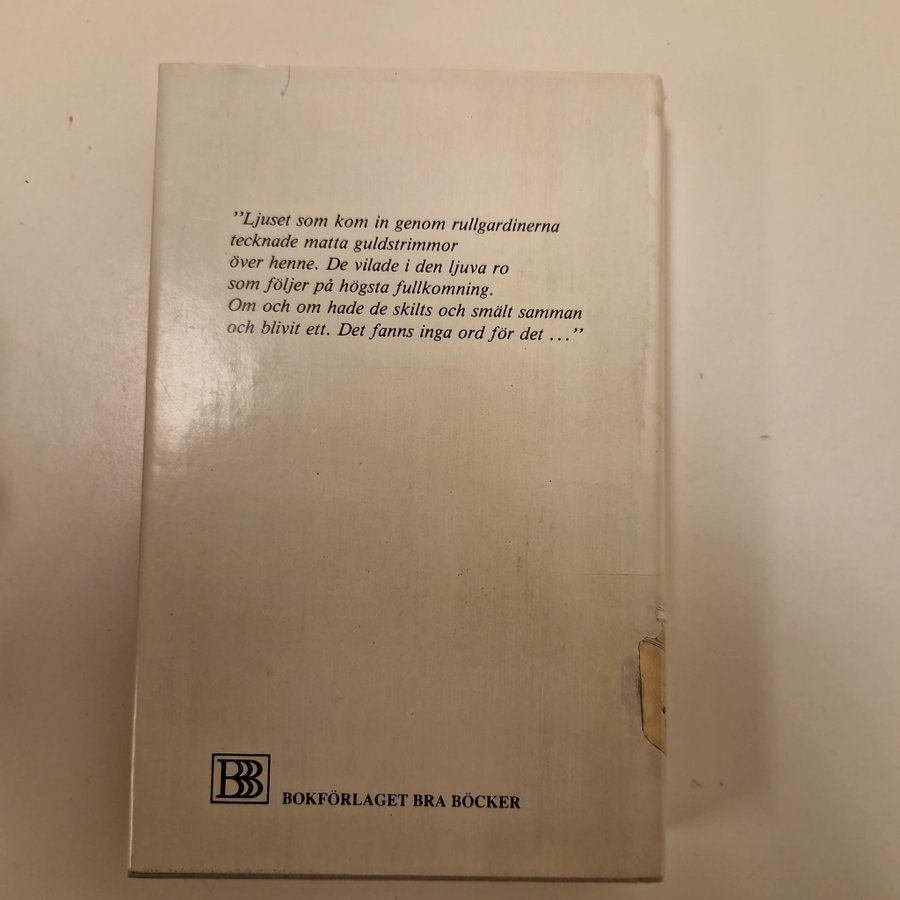 ”Ljuset som kom in genom rullgardinerna
tecknade matta guldstrimmor
över henne. De vilade i den ljuva ro
som följer på högsta fullkomning.
Om och om hade de skilts och smält samman
och blivit ett. Det fanns inga ord för det ...”
BBB
BOKFÖRLAGET BRA BÖCKER